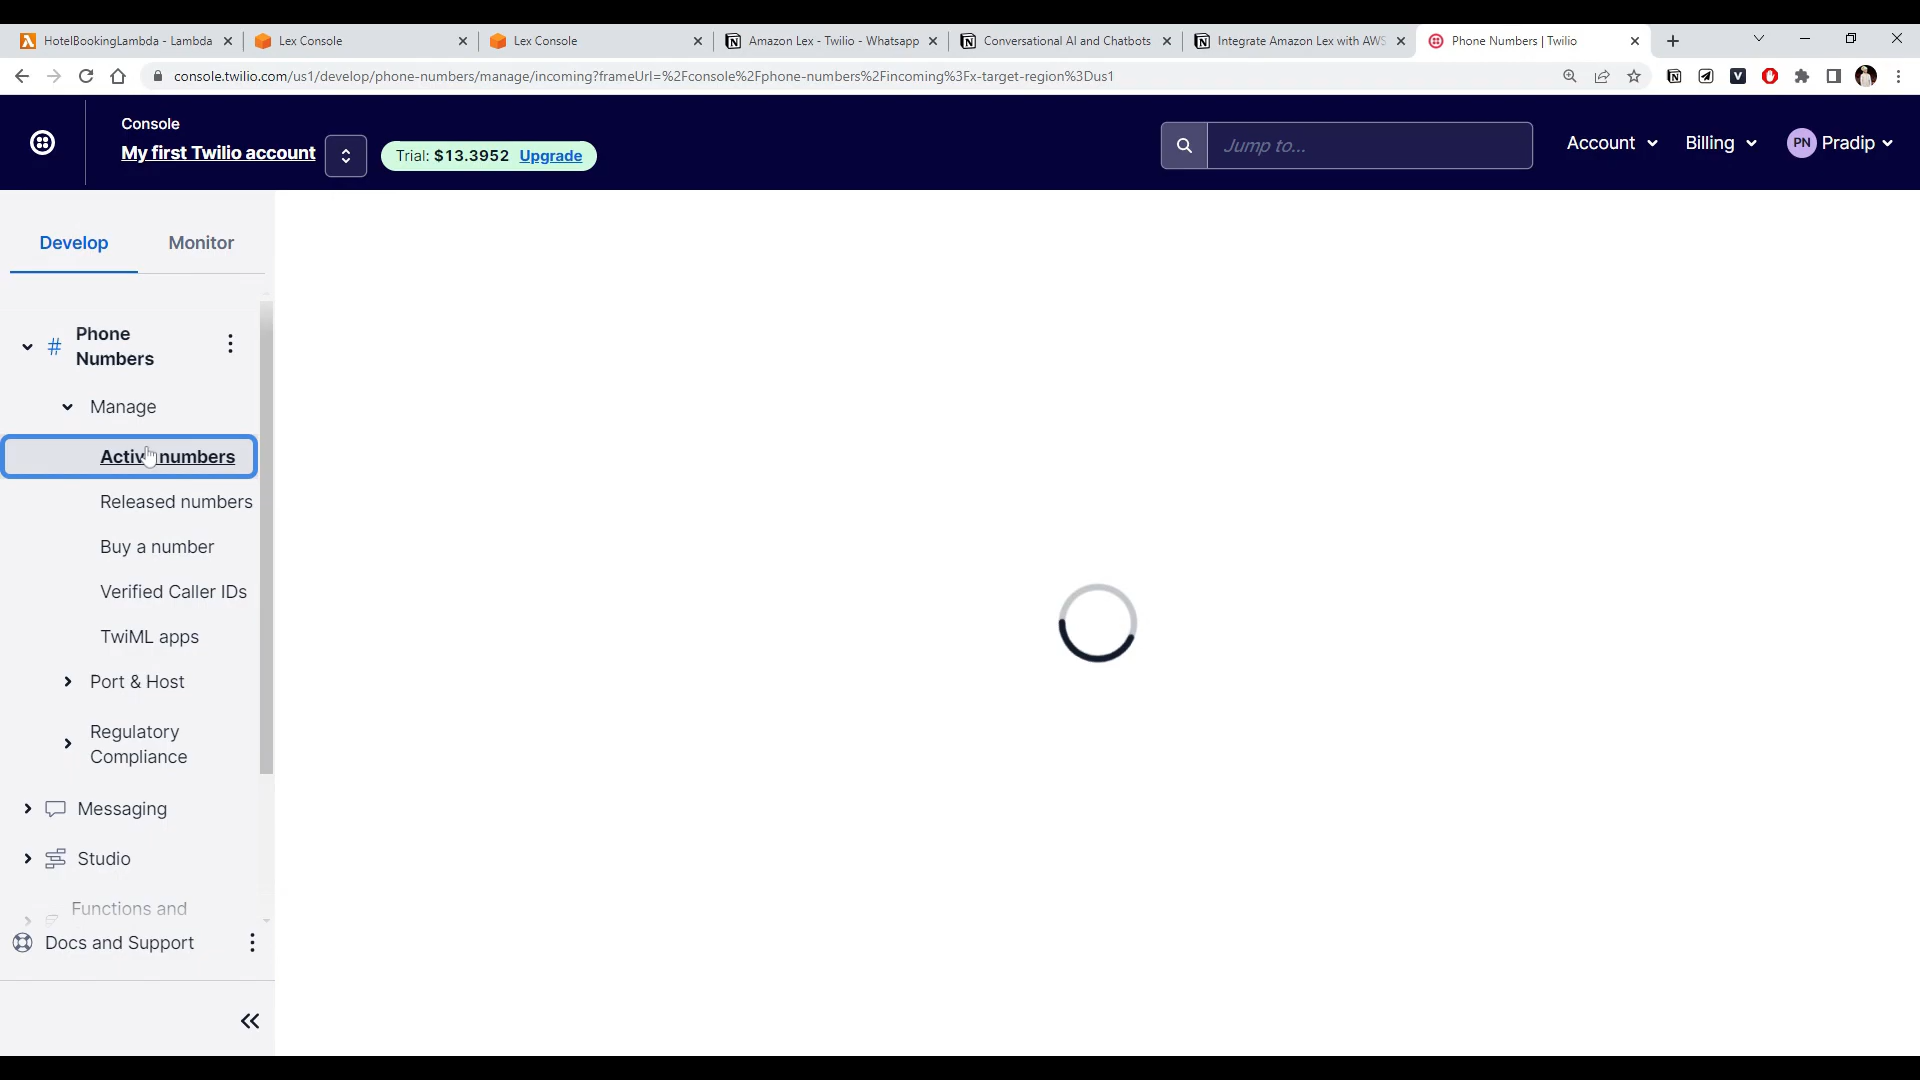 HotelBookingLambda - Lambda
Lex Console
Lex Console
Amazon Lex - Twilio - Whatsapp
Conversational AI and Chatbots
Integrate Amazon Lex with AWS
Phone Numbers | Twilio
console.twilio.com/us1/develop/phone-numbers/manage/incoming?frameUrl=%2Fconsole%2Fphone-numbers%2Fincoming%3Fx-target-region%3Dus1
Console
My first Twilio account
Trial: $13.3952 Upgrade
Jump to...
Account
Billing
PN Pradip
Develop
Monitor
Phone
Numbers
Manage
Active numbers
Released numbers
Buy a number
Verified Caller IDs
TwiML apps
Port & Host
Regulatory
Compliance
Messaging
Studio
Functions and
Docs and Support